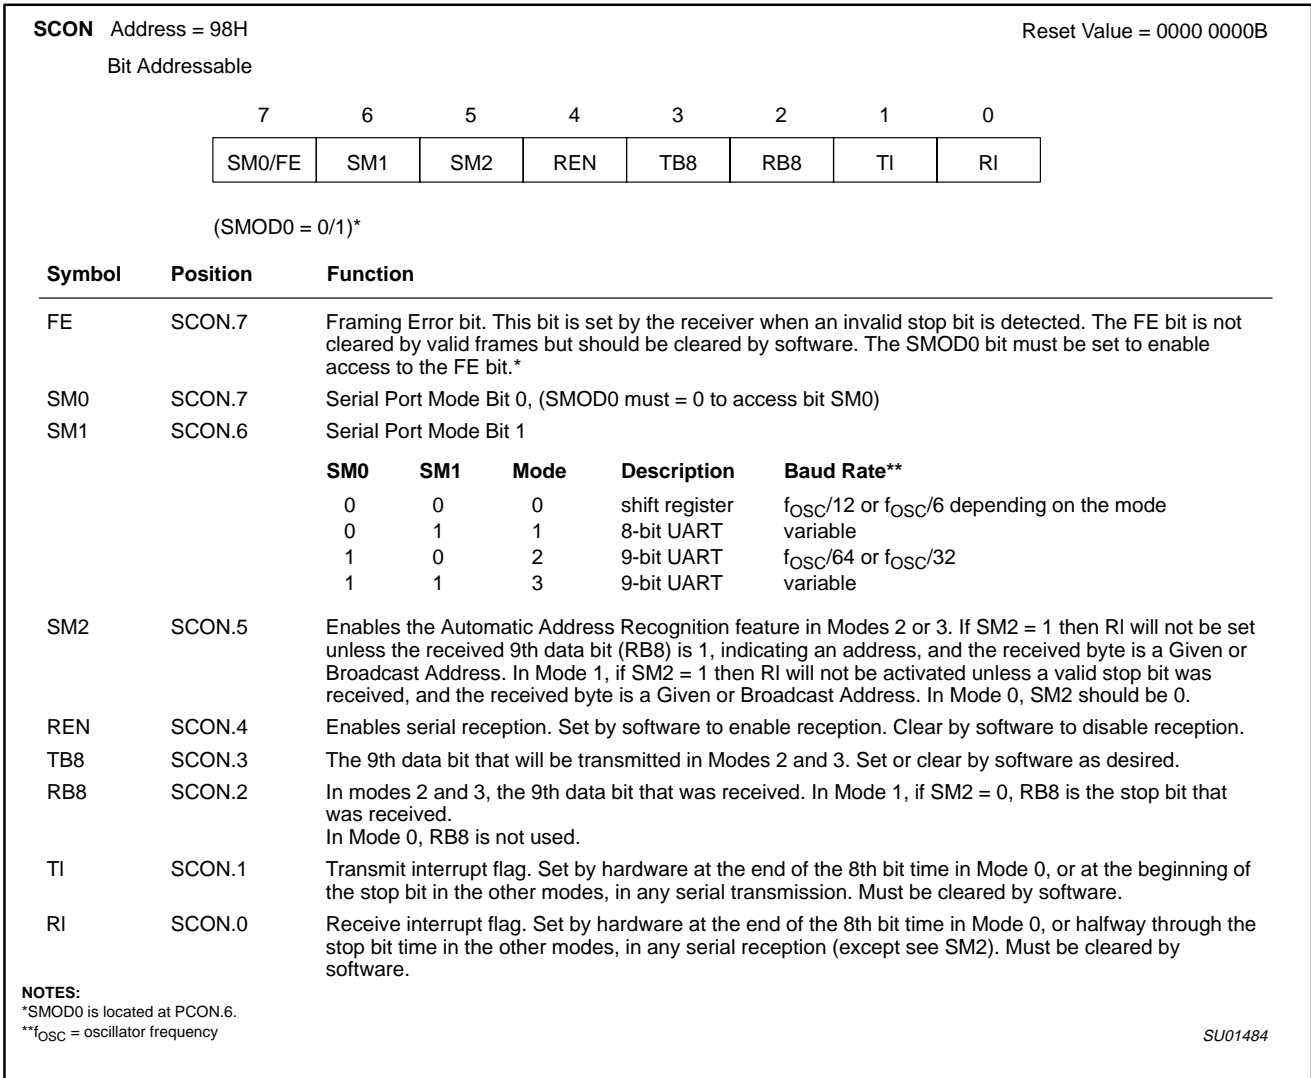 SCON Address = 98H Reset Value = 0000 0000B
Bit Addressable
7 6 5 4 3 2 1 0
SM0/FE SM1 SM2 REN TB8 RB8 TI RI
(SMOD0 = 0/1)*
Symbol Position Function
FE SCON.7 Framing Error bit. This bit is set by the receiver when an invalid stop bit is detected. The FE bit is not
cleared by valid frames but should be cleared by software. The SMOD0 bit must be set to enable
access to the FE bit.*
SM0 SCON.7 Serial Port Mode Bit 0, (SMOD0 must = 0 to access bit SM0)
SM1 SCON.6 Serial Port Mode Bit 1
SM0 SM1 Mode Description Baud Rate**
0 0 0 shift register fOSC/12 or fOSC/6 depending on the mode
0 1 1 8-bit UART variable
1 0 2 9-bit UART fOSC/64 or fOSC/32
1 1 3 9-bit UART variable
SM2 SCON.5 Enables the Automatic Address Recognition feature in Modes 2 or 3. If SM2 = 1 then RI will not be set
unless the received 9th data bit (RB8) is 1, indicating an address, and the received byte is a Given or
Broadcast Address. In Mode 1, if SM2 = 1 then RI will not be activated unless a valid stop bit was
received, and the received byte is a Given or Broadcast Address. In Mode 0, SM2 should be 0.
REN SCON.4 Enables serial reception. Set by software to enable reception. Clear by software to disable reception.
TB8 SCON.3 The 9th data bit that will be transmitted in Modes 2 and 3. Set or clear by software as desired.
RB8 SCON.2 In modes 2 and 3, the 9th data bit that was received. In Mode 1, if SM2 = 0, RB8 is the stop bit that
was received.
In Mode 0, RB8 is not used.
TI SCON.1 Transmit interrupt flag. Set by hardware at the end of the 8th bit time in Mode 0, or at the beginning of
the stop bit in the other modes, in any serial transmission. Must be cleared by software.
RI SCON.0 Receive interrupt flag. Set by hardware at the end of the 8th bit time in Mode 0, or halfway through the
stop bit time in the other modes, in any serial reception (except see SM2). Must be cleared by
software.
NOTES:
*SMOD0 is located at PCON.6.
**fOSC = oscillator frequency SU01484